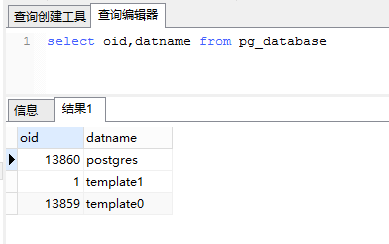 查询创建工具 查询编辑器
1 select oid,datname from pg_database
信息 结果1
oid datname
13860 postgres
1 template1
13859 template0